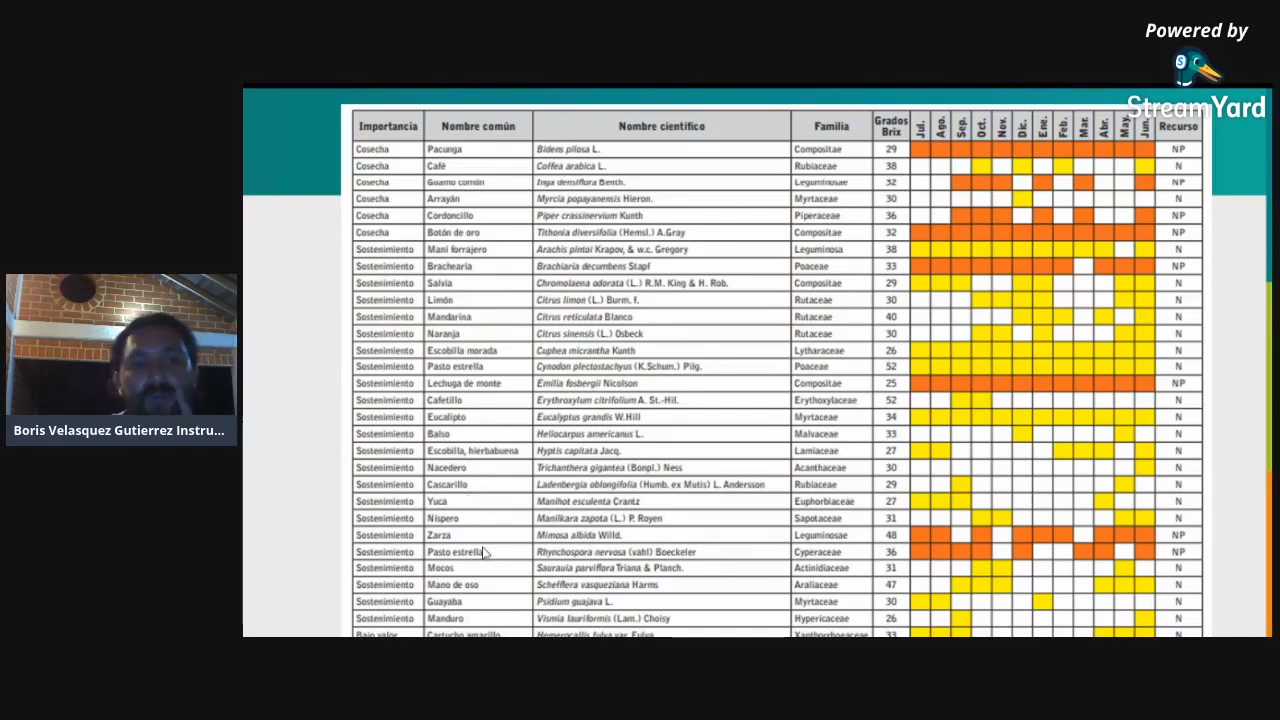 Powered by
StreamYard
Importancia Nombre común Nombre científico Familia Grados Brix Jul. Ago. Sep. Oct. Nov. Dic. Ene. Feb. Mar. Abr. May. Jun. Recurso
Cosecha Pacunga Bidens pilosa L. Compositae 29 NP
Cosecha Café Coffea arabica L. Rubiaceae 38 N
Cosecha Guamo común Inga densiflora Benth. Leguminosae 32 NP
Cosecha Arrayán Myrcia popayanensis Hieron. Myrtaceae 30 N
Cosecha Cordoncillo Piper crassinervium Kunth Piperaceae 36 NP
Cosecha Botón de oro Tithonia diversifolia (Hemsl.) A.Gray Compositae 32 NP
Sostenimiento Maní forrajero Arachis pintoi Krapov, & w.c. Gregory Leguminosa 38 N
Sostenimiento Brachearia Brachiaria decumbens Stapf Poaceae 33 NP
Sostenimiento Salvia Chromolaena odorata (L.) R.M. King & H. Rob. Compositae 29 N
Sostenimiento Limón Citrus limon (L.) Burm. f. Rutaceae 30 N
Sostenimiento Mandarina Citrus reticulata Blanco Rutaceae 40 N
Sostenimiento Naranja Citrus sinensis (L.) Osbeck Rutaceae 30 N
Sostenimiento Escobilla morada Cuphea micrantha Kunth Lytharaceae 26 N
Sostenimiento Pasto estrella Cynodon plectostachyus (K.Schum.) Pilg. Poaceae 52 N
Sostenimiento Lechuga de monte Emilia fosbergii Nicolson Compositae 25 NP
Sostenimiento Cafetillo Erythroxylum citrifolium A. St.-Hil. Erythoxylaceae 52 N
Sostenimiento Eucalipto Eucalyptus grandis W.Hill Myrtaceae 34 N
Sostenimiento Balso Heliocarpus americanus L. Malvaceae 33 N
Sostenimiento Escobilla, hierbabuena Hyptis capitata Jacq. Lamiaceae 27 N
Sostenimiento Nacedero Trichanthera gigantea (Bonpl.) Ness Acanthaceae 30 N
Sostenimiento Cascarillo Ladenbergia oblongifolia (Humb. ex Mutis) L. Andersson Rubiaceae 29 N
Sostenimiento Yuca Manihot esculenta Crantz Euphorbiaceae 27 N
Sostenimiento Níspero Manilkara zapota (L.) P. Royen Sapotaceae 31 N
Sostenimiento Zarza Mimosa albida Willd. Leguminosae 48 NP
Sostenimiento Pasto estrella Rhynchospora nervosa (vahl) Boeckeler Cyperaceae 36 NP
Sostenimiento Mocos Saurauia parviflora Triana & Planch. Actinidiaceae 31 N
Sostenimiento Mano de oso Schefflera vasqueziana Harms Araliaceae 47 N
Sostenimiento Guayaba Psidium guajava L. Myrtaceae 30 N
Sostenimiento Manduro Vismia lauriformis (Lam.) Choisy Hypericaceae 26 N
Bajo valor Cartucho amarillo Hemerocallis fulva var. Fulva Xanthorrhoeaceae 33 N
Boris Velasquez Gutierrez Instru...